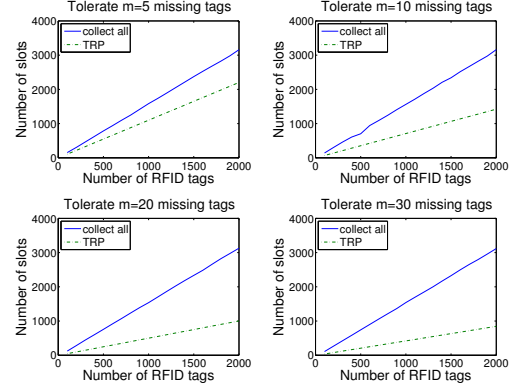 Tolerate m=5 missing tags
Number of slots
4000
3000
2000
1000
0
collect all
TRP
0 500 1000 1500 2000
Number of RFID tags
Tolerate m=10 missing tags
Number of slots
4000
3000
2000
1000
0
collect all
TRP
0 500 1000 1500 2000
Number of RFID tags
Tolerate m=20 missing tags
Number of slots
4000
3000
2000
1000
0
collect all
TRP
0 500 1000 1500 2000
Number of RFID tags
Tolerate m=30 missing tags
Number of slots
4000
3000
2000
1000
0
collect all
TRP
0 500 1000 1500 2000
Number of RFID tags